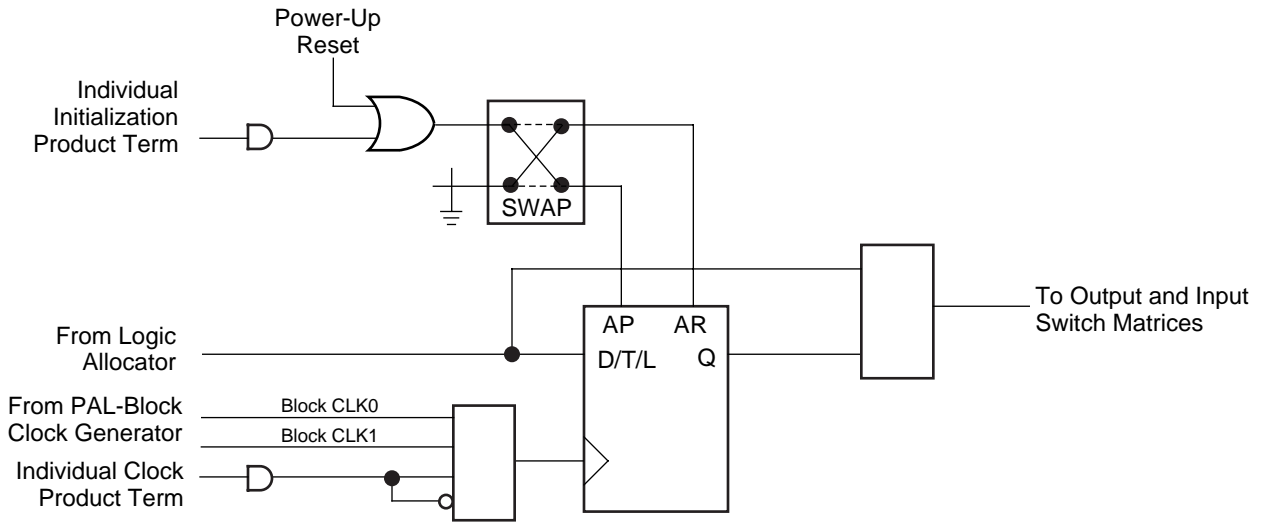 Power-Up
Reset
Individual
Initialization
Product Term
SWAP
From Logic
Allocator
AP AR
D/T/L Q
To Output and Input
Switch Matrices
From PAL-Block
Clock Generator
Block CLK0
Block CLK1
Individual Clock
Product Term